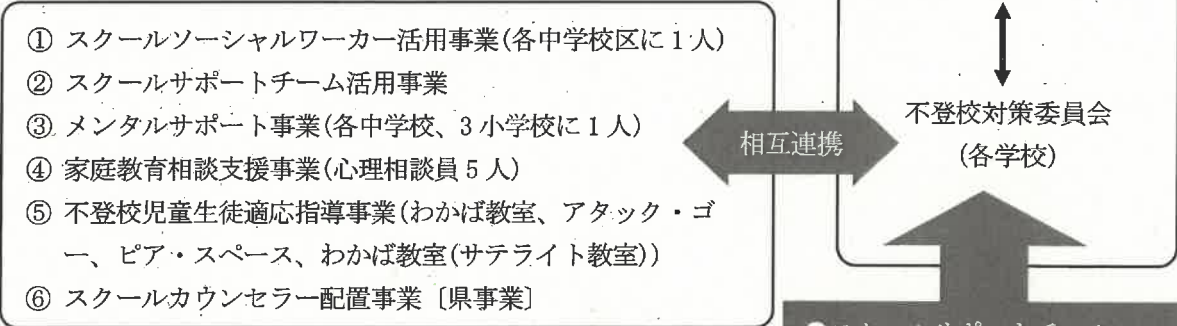 ① スクールソーシャルワーカー活用事業(各中学校区に1人)
② スクールサポートチーム活用事業
③ メンタルサポート事業(各中学校、3小学校に1人)
④ 家庭教育相談支援事業(心理相談員5人)
⑤ 不登校児童生徒適応指導事業(わかば教室、アタック・ゴ
ー、ピア・スペース、わかば教室(サテライト教室))
⑥ スクールカウンセラー配置事業〔県事業〕
相互連携
不登校対策委員会
(各学校)